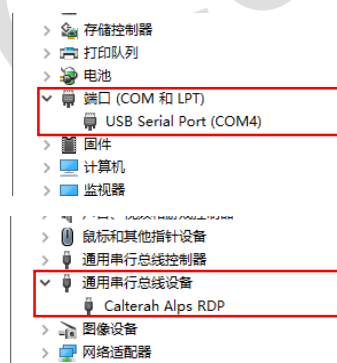 存储控制器
打印队列
电池
端口 (COM 和 LPT)
USB Serial Port (COM4)
固件
计算机
监视器
鼠标和其他指针设备
通用串行总线控制器
通用串行总线设备
Calterah Alps RDP
图像设备
网络适配器